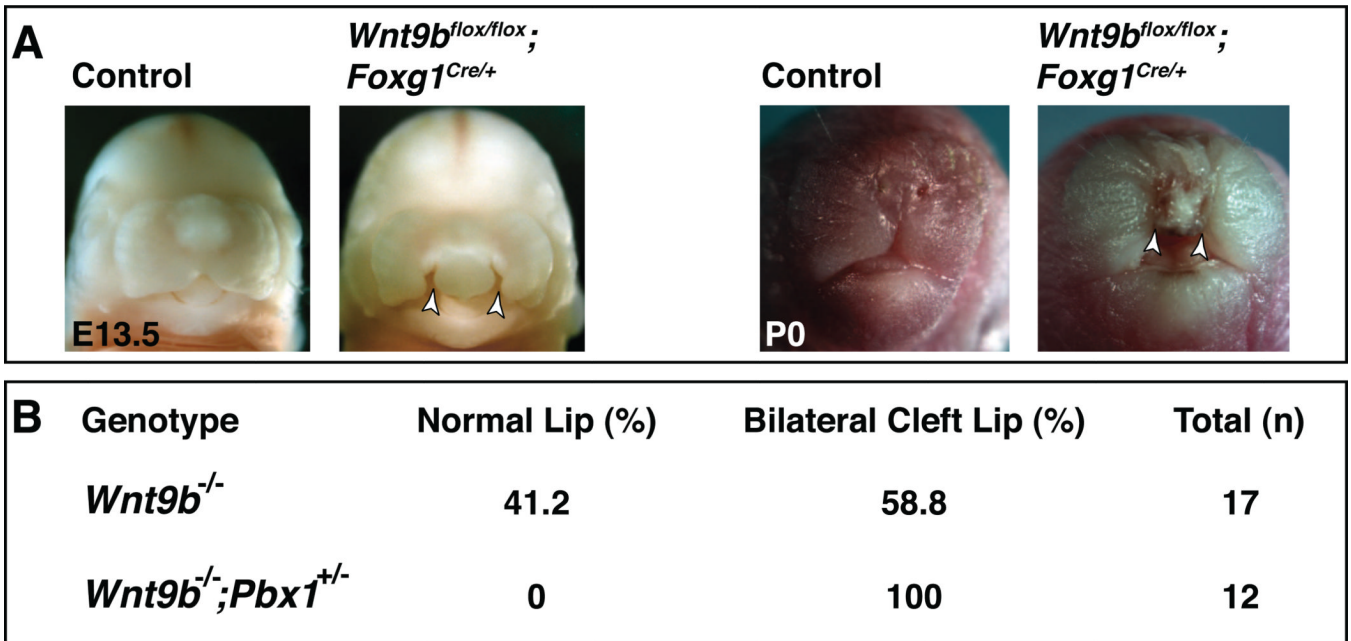 A
Control
Wnt9bflox/flox;
Foxg1Cre/+
Control
Wnt9bflox/flox;
Foxg1Cre/+
E13.5
P0
B Genotype Normal Lip (%) Bilateral Cleft Lip (%) Total (n)
Wnt9b-/- 41.2 58.8 17
Wnt9b-/-;Pbx1+/- 0 100 12